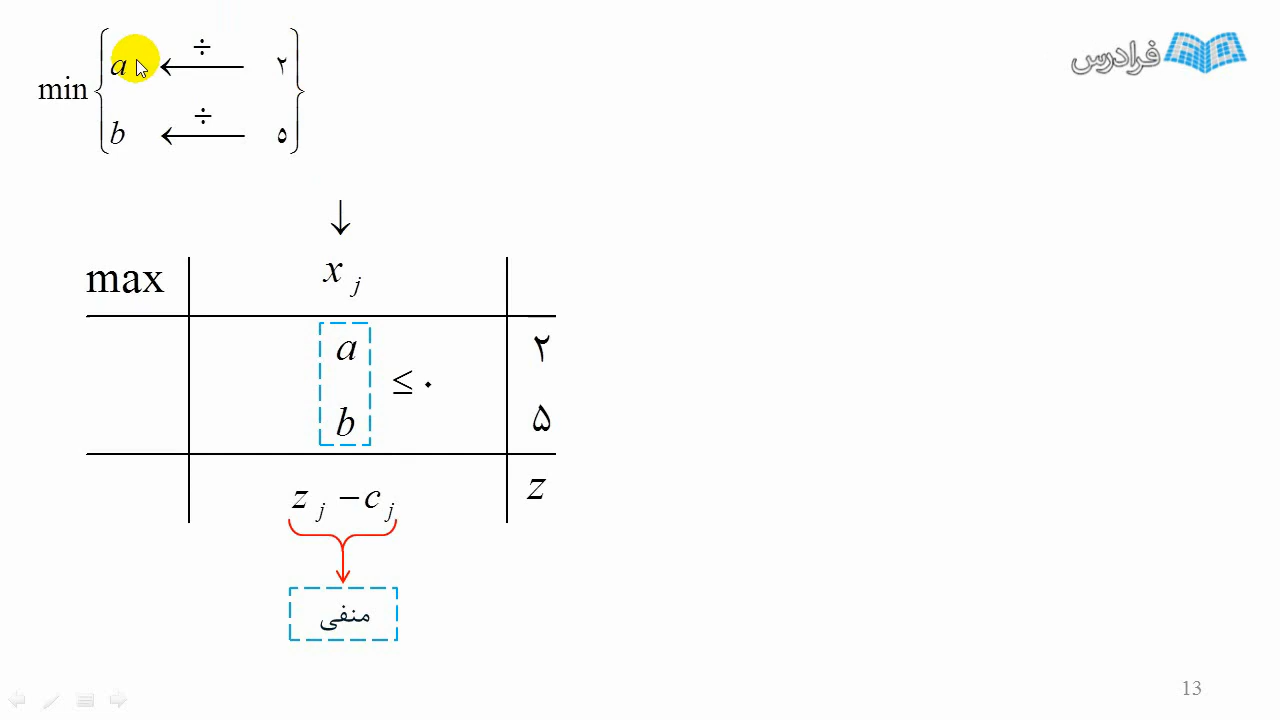 فرادرس
min { a ← ÷ ۲
b ← ÷ ۵ }
↓
max x j
a ۲
≤ ۰
b ۵
z j − c j z
منفی
13